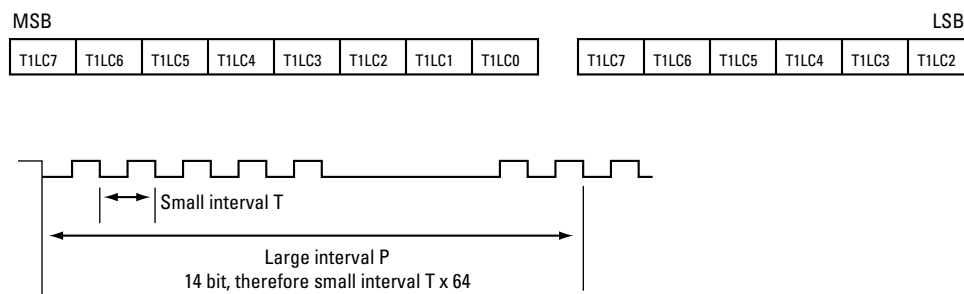 MSB LSB
T1LC7 T1LC6 T1LC5 T1LC4 T1LC3 T1LC2 T1LC1 T1LC0 T1LC7 T1LC6 T1LC5 T1LC4 T1LC3 T1LC2
Small interval T
Large interval P
14 bit, therefore small interval T x 64